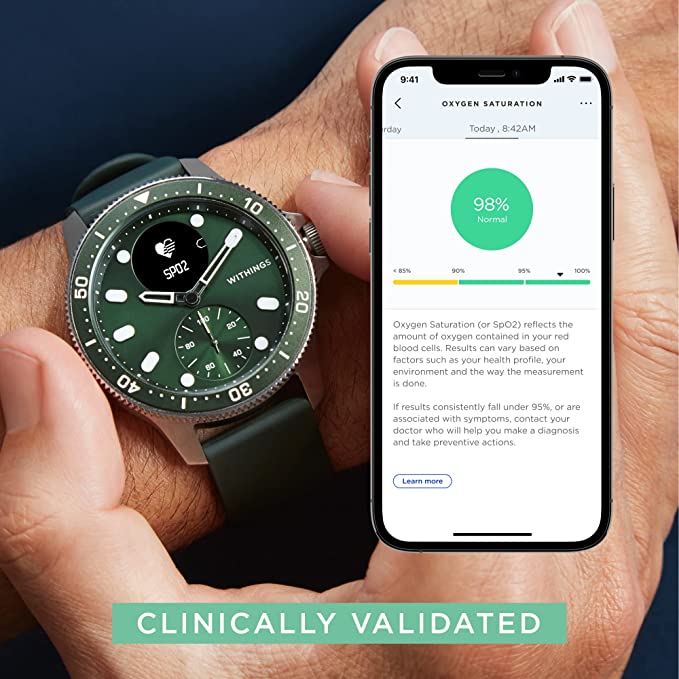 9:41
OXYGEN SATURATION
erday
Today, 8:42AM
98%
Normal
< 85%
90%
95%
100%
Oxygen Saturation (or SpO2) reflects the
amount of oxygen contained in your red
blood cells. Results can vary based on
factors such as your health profile, your
environment and the way the measurement
is done.
If results consistently fall under 95%, or are
associated with symptoms, contact your
doctor who will help you make a diagnosis
and take preventive actions.
Learn more
SPO2
WITHINGS
10
20
30
40
50
100
20
40
60
80
CLINICALLY VALIDATED